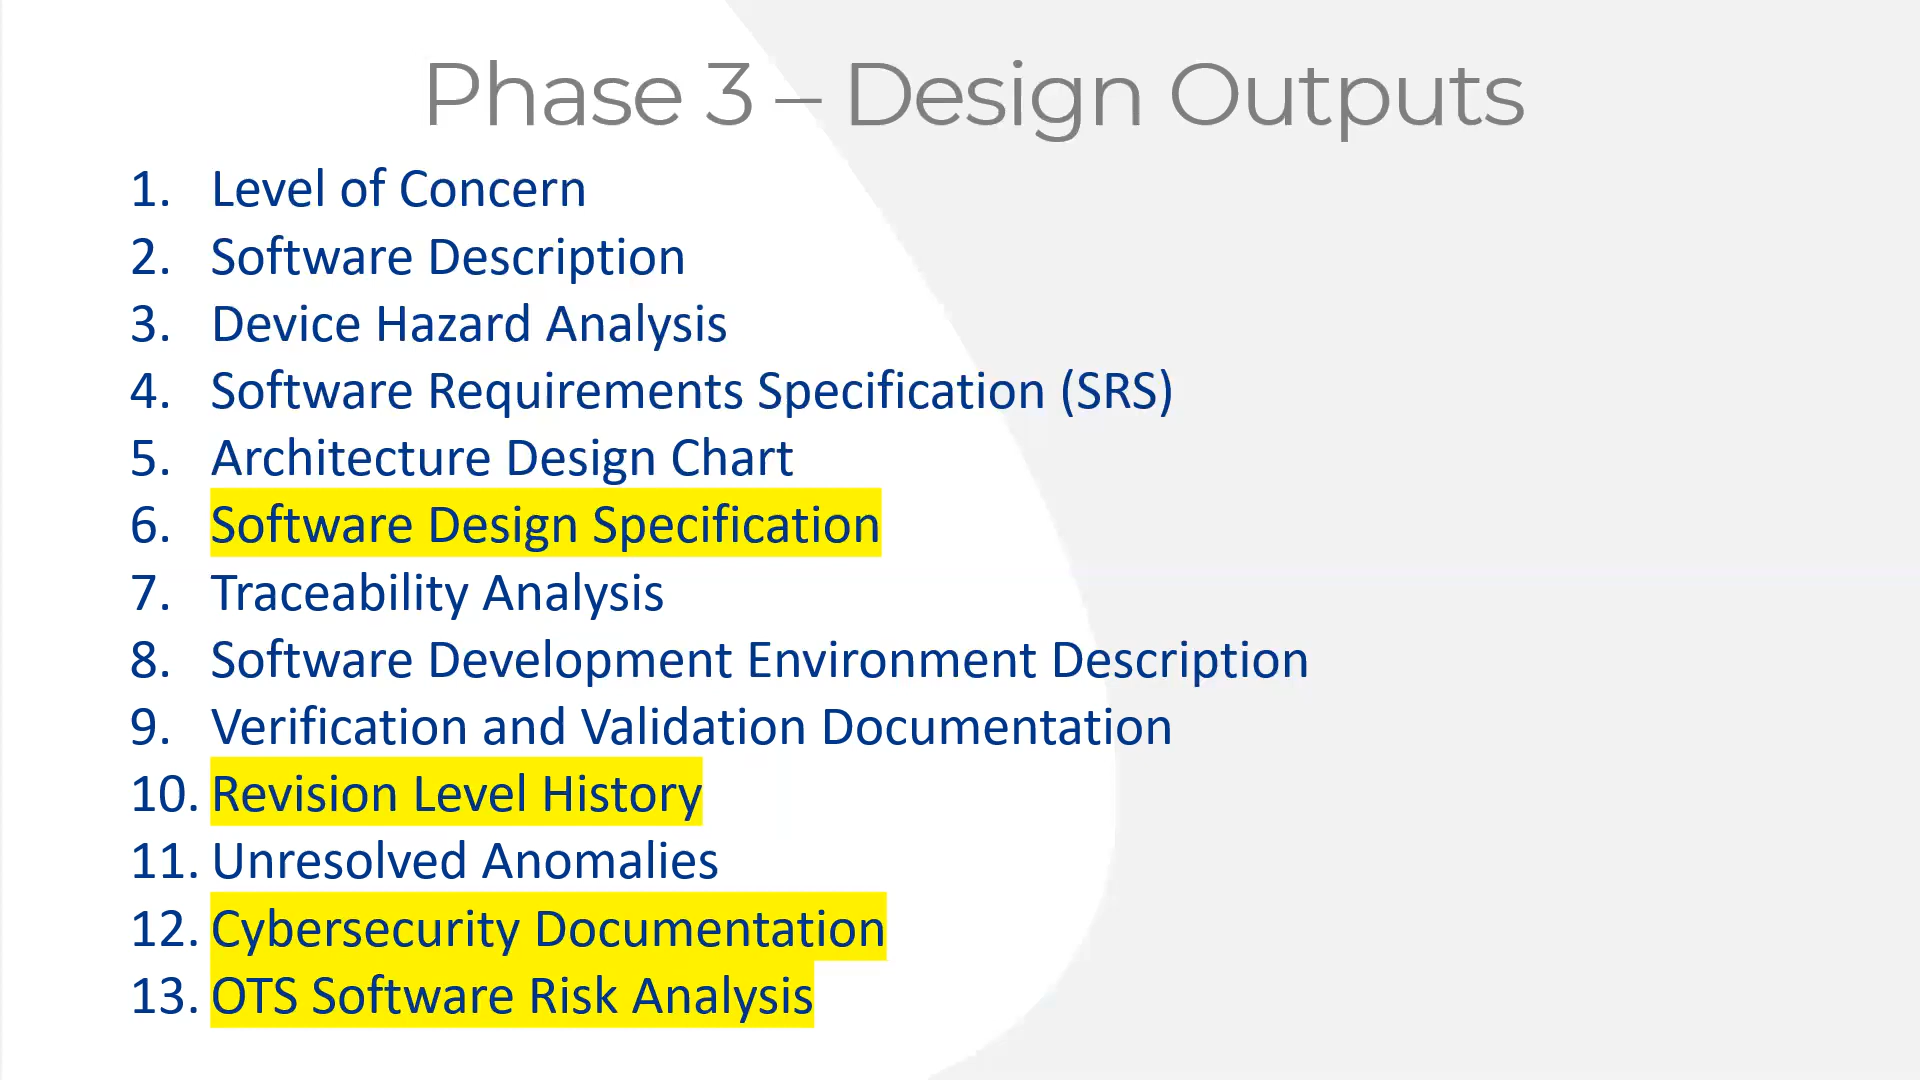 Phase 3 – Design Outputs
1. Level of Concern
2. Software Description
3. Device Hazard Analysis
4. Software Requirements Specification (SRS)
5. Architecture Design Chart
6. Software Design Specification
7. Traceability Analysis
8. Software Development Environment Description
9. Verification and Validation Documentation
10. Revision Level History
11. Unresolved Anomalies
12. Cybersecurity Documentation
13. OTS Software Risk Analysis